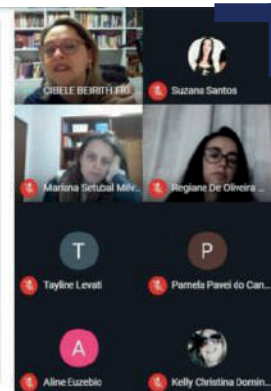 CIBELE BEIRITH FIG...
Suzana Santos
Mariana Setubal Milv...
Regiane De Oliveira ...
T
P
Tayline Levati
Pamela Pavei do Can...
A
Aline Euzebio
Kelly Christina Domin...